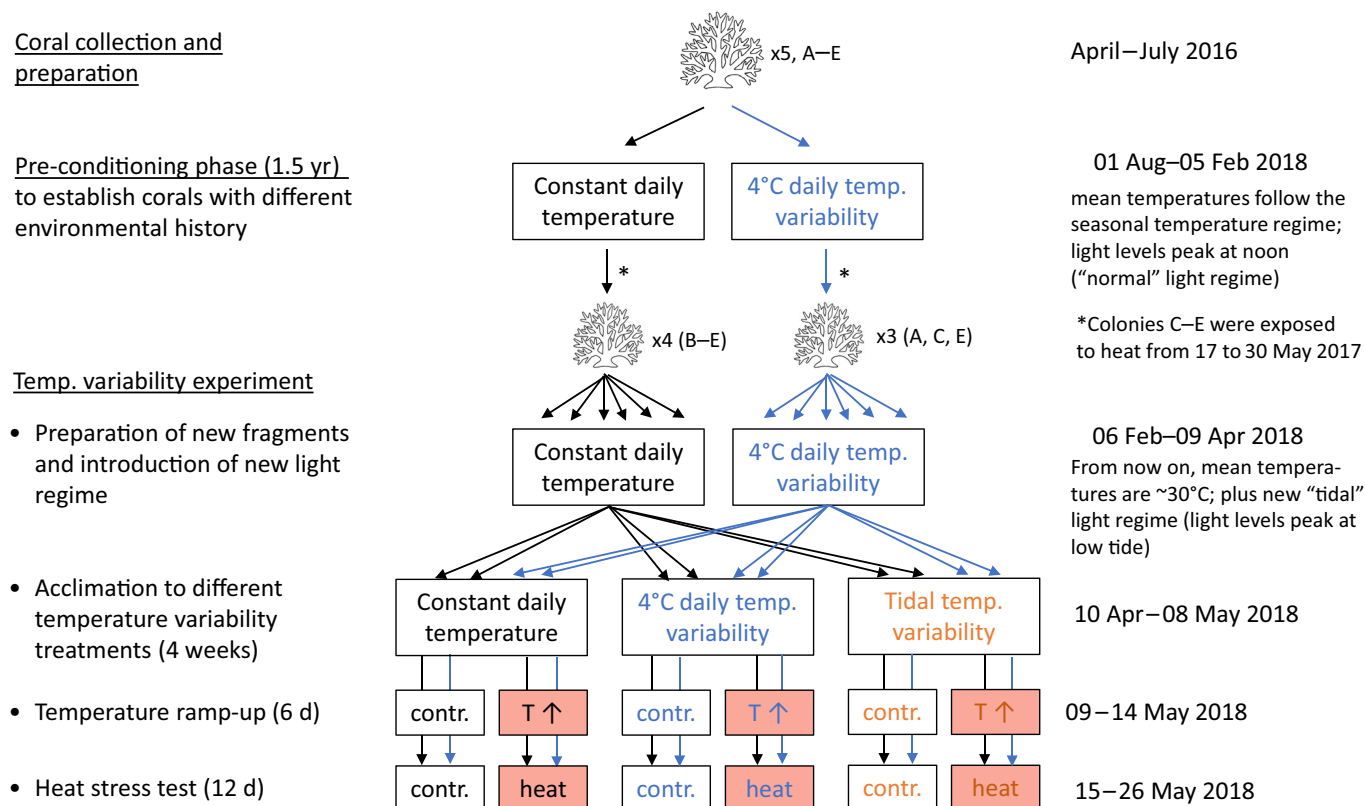 Coral collection and
preparation
x5, A–E
April–July 2016
Pre-conditioning phase (1.5 yr)
to establish corals with different
environmental history
Constant daily
temperature
4°C daily temp.
variability
01 Aug–05 Feb 2018
mean temperatures follow the
seasonal temperature regime;
light levels peak at noon
(“normal” light regime)
*
*
x4 (B–E)
x3 (A, C, E)
*Colonies C–E were exposed
to heat from 17 to 30 May 2017
Temp. variability experiment
• Preparation of new fragments
and introduction of new light
regime
Constant daily
temperature
4°C daily temp.
variability
06 Feb–09 Apr 2018
From now on, mean tempera-
tures are ~30°C; plus new “tidal”
light regime (light levels peak at
low tide)
• Acclimation to different
temperature variability
treatments (4 weeks)
Constant daily
temperature
4°C daily temp.
variability
Tidal temp.
variability
10 Apr–08 May 2018
• Temperature ramp-up (6 d)
contr.
T ↑
contr.
T ↑
contr.
T ↑
09–14 May 2018
• Heat stress test (12 d)
contr.
heat
contr.
heat
contr.
heat
15–26 May 2018